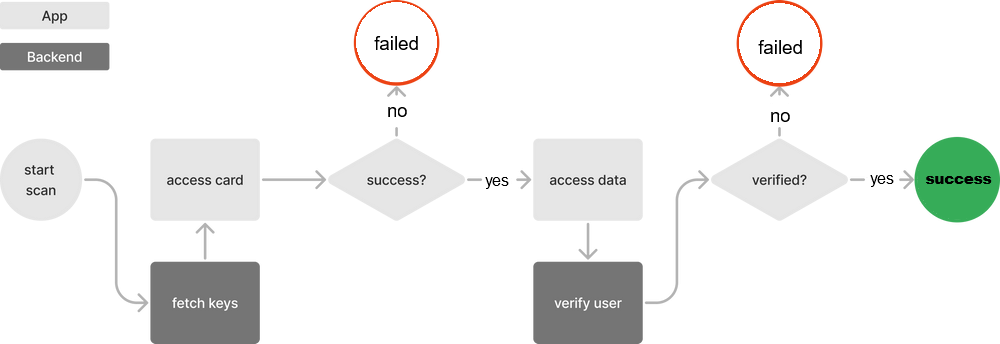 App
Backend
failed
failed
no
no
start
scan
access card
success?
yes
access data
verified?
yes
success
fetch keys
verify user